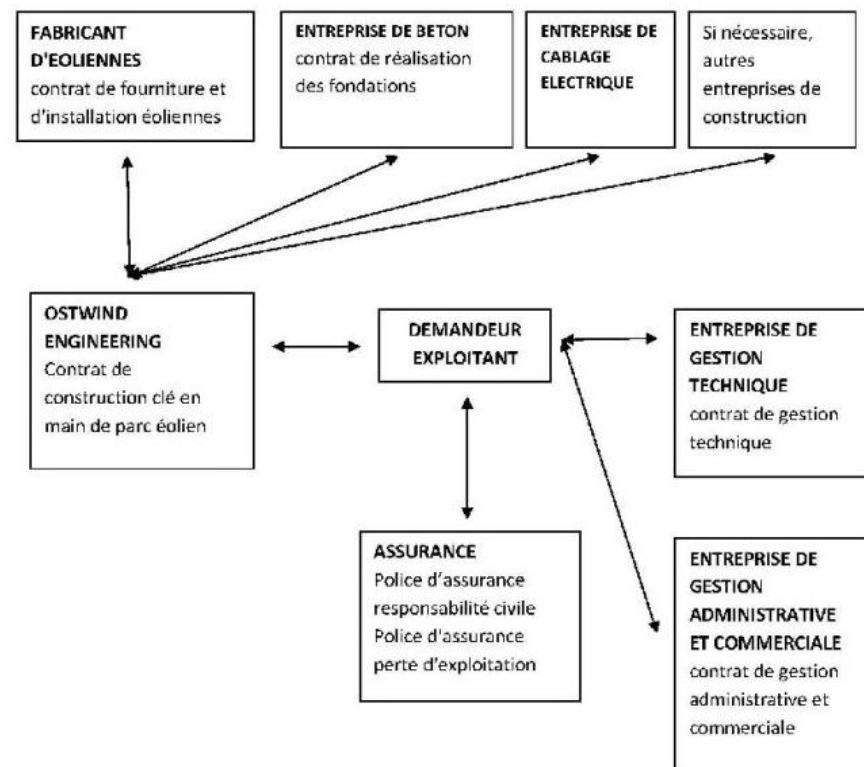 FABRICANT
D'EOLIENNES
contrat de fourniture et
d'installation éoliennes
ENTREPRISE DE BETON
contrat de réalisation
des fondations
ENTREPRISE DE
CABLAGE
ELECTRIQUE
Si nécessaire,
autres
entreprises de
construction
OSTWIND
ENGINEERING
Contrat de
construction clé en
main de parc éolien
DEMANDEUR
EXPLOITANT
ENTREPRISE DE
GESTION
TECHNIQUE
contrat de gestion
technique
ASSURANCE
Police d'assurance
responsabilité civile
Police d'assurance
perte d'exploitation
ENTREPRISE DE
GESTION
ADMINISTRATIVE
ET COMMERCIALE
contrat de gestion
administrative et
commerciale